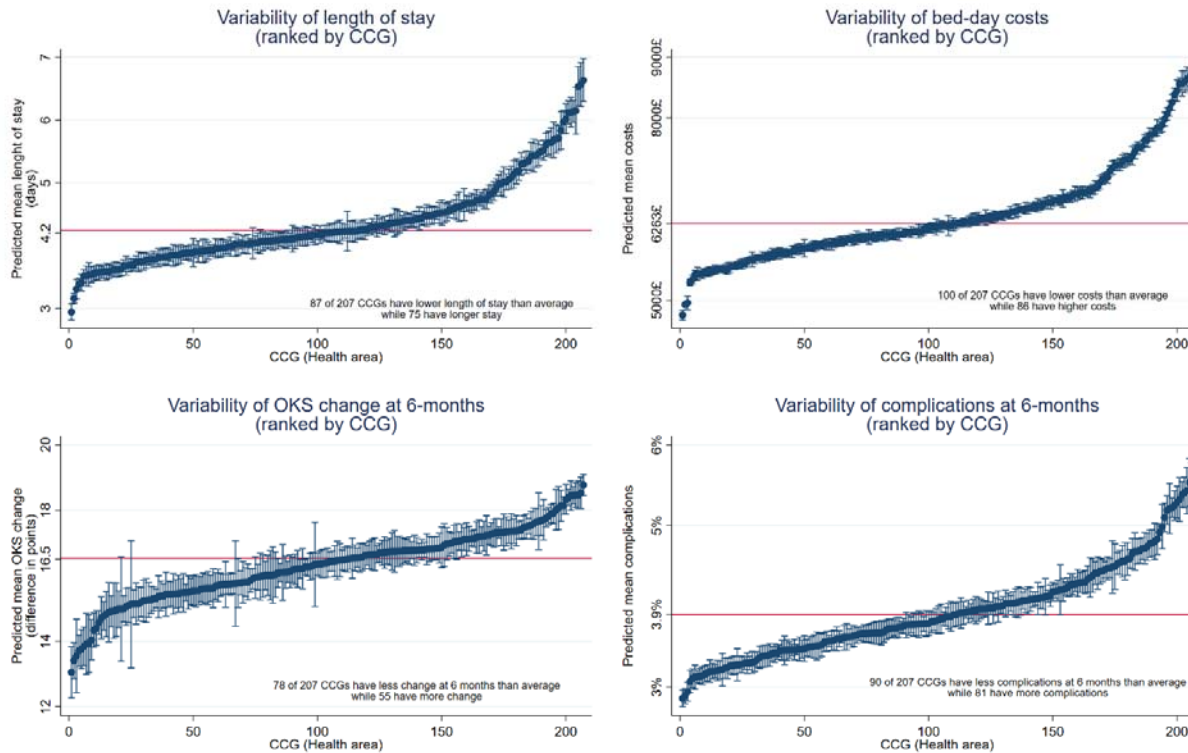 Variability of length of stay
(ranked by CCG)
Predicted mean lenght of stay
(days)
7
6
5
4.2
3
87 of 207 CCGs have lower length of stay than average
while 75 have longer stay
0
50
100
150
200
CCG (Health area)
Variability of bed-day costs
(ranked by CCG)
Predicted mean costs
9000£
8000£
6263£
5000£
100 of 207 CCGs have lower costs than average
while 86 have higher costs
0
50
100
150
200
CCG (Health area)
Variability of OKS change at 6-months
(ranked by CCG)
Predicted mean OKS change
(difference in points)
20
18
16.5
14
12
78 of 207 CCGs have less change at 6 months than average
while 55 have more change
0
50
100
150
200
CCG (Health area)
Variability of complications at 6-months
(ranked by CCG)
Predicted mean complications
6%
5%
3.9%
3%
90 of 207 CCGs have less complications at 6 months than average
while 81 have more complications
0
50
100
150
200
CCG (Health area)